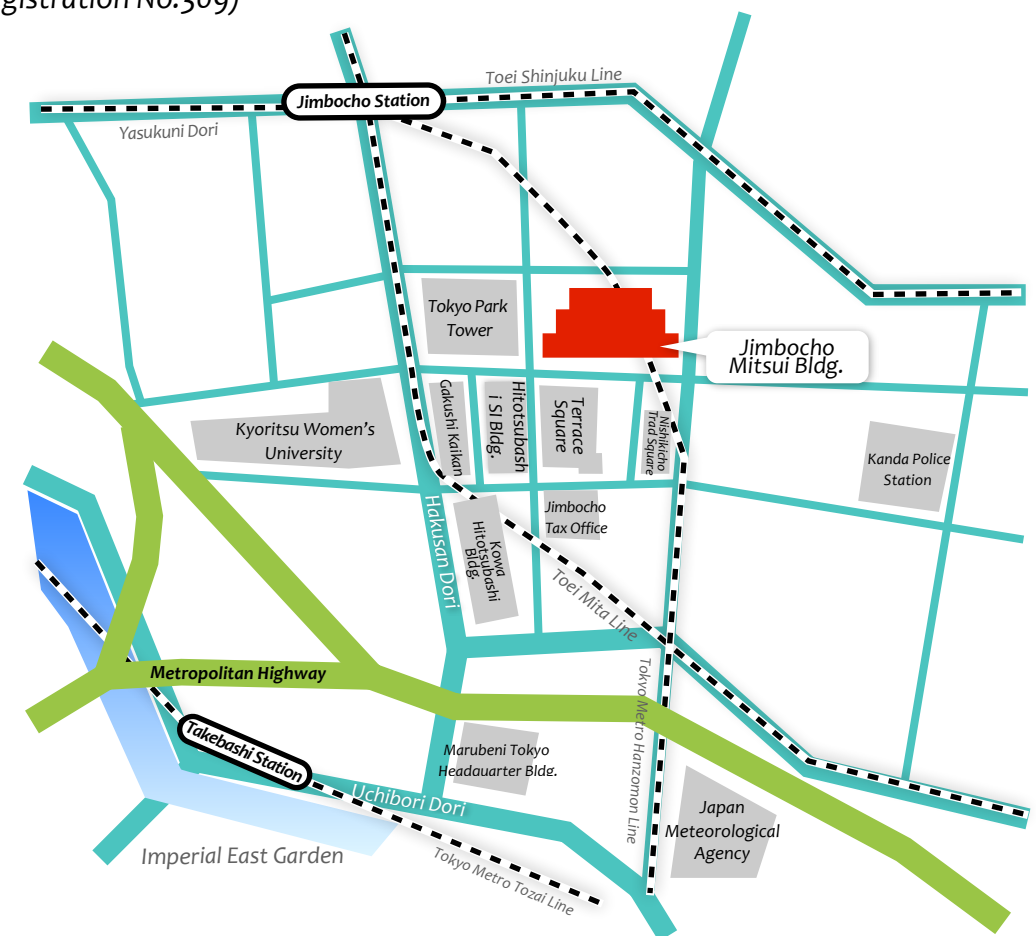 gistration No.309)
Toei Shinjuku Line
Jimbocho Station
Yasukuni Dori
Tokyo Park
Tower
Jimbocho
Mitsui Bldg.
Gakushi Kaikan
Hitotsubash
i SI Bldg.
Terrace
Square
Nishikicho
Trad Square
Kyoritsu Women's
University
Kanda Police
Station
Hakusan Dori
Kowa
Hitotsubashi
Bldg.
Jimbocho
Tax Office
Toei Mita Line
Metropolitan Highway
Tokyo Metro Hanzomon Line
Takebashi Station
Marubeni Tokyo
Headauarter Bldg.
Uchibori Dori
Japan
Meteorological
Agency
Imperial East Garden
Tokyo Metro Tozai Line